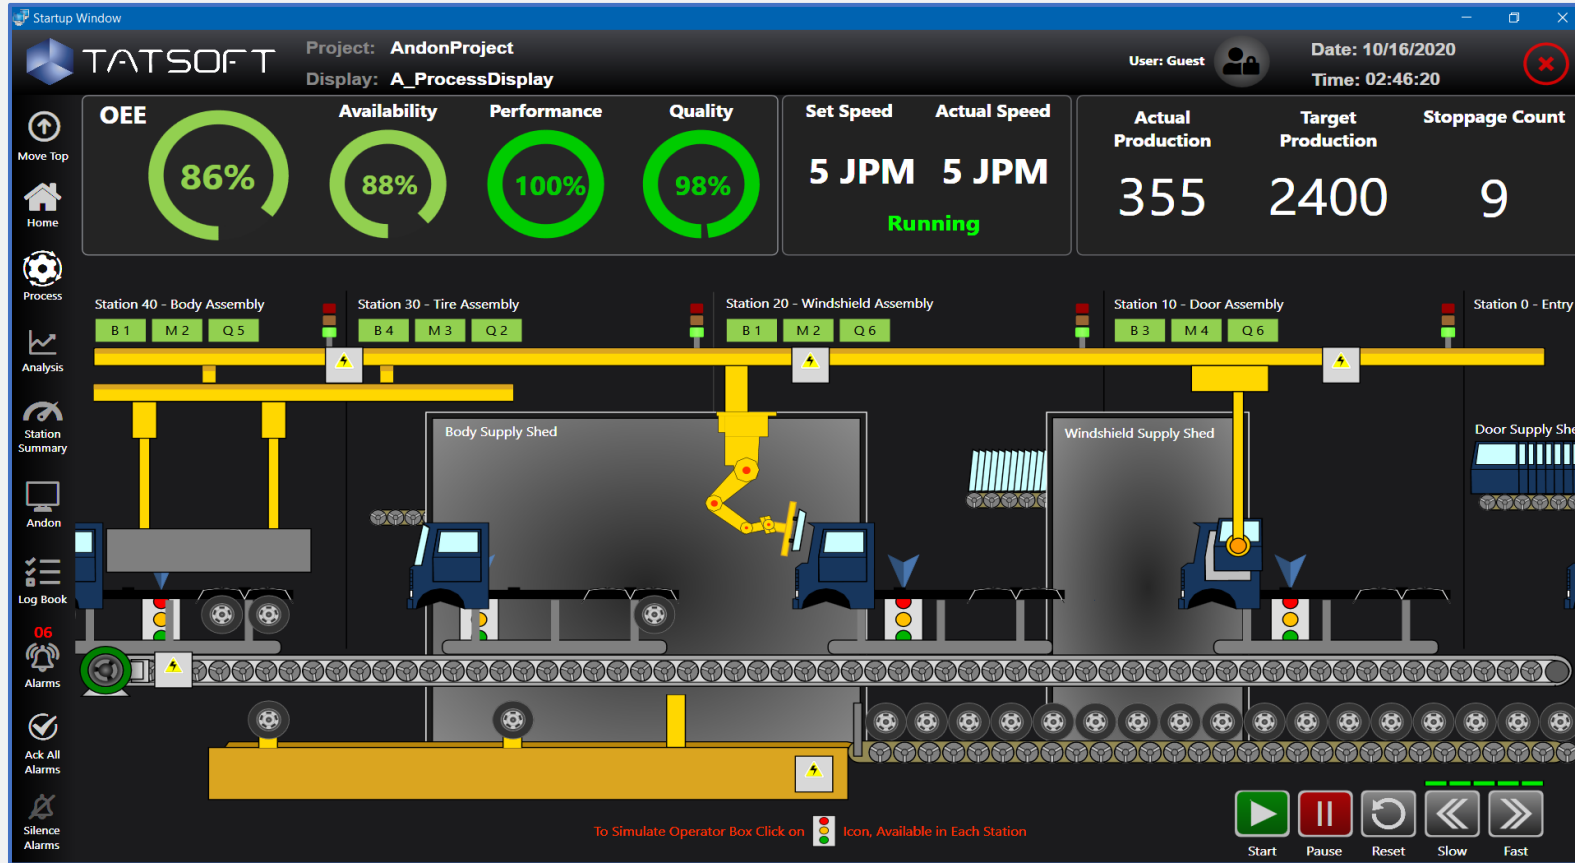 Startup Window
TATSOFT
Project: AndonProject
Display: A_ProcessDisplay
User: Guest
Date: 10/16/2020
Time: 02:46:20
Move Top
Home
Process
Analysis
Station
Summary
Andon
Log Book
06
Alarms
Ack All
Alarms
Silence
Alarms
OEE
86%
Availability
88%
Performance
100%
Quality
98%
Set Speed
5 JPM
Actual Speed
5 JPM
Running
Actual
Production
355
Target
Production
2400
Stoppage Count
9
Station 40 - Body Assembly
B 1 M 2 Q 5
Station 30 - Tire Assembly
B 4 M 3 Q 2
Station 20 - Windshield Assembly
B 1 M 2 Q 6
Station 10 - Door Assembly
B 3 M 4 Q 6
Station 0 - Entry
Body Supply Shed
Windshield Supply Shed
Door Supply She
To Simulate Operator Box Click on Icon, Available in Each Station
Start
Pause
Reset
Slow
Fast